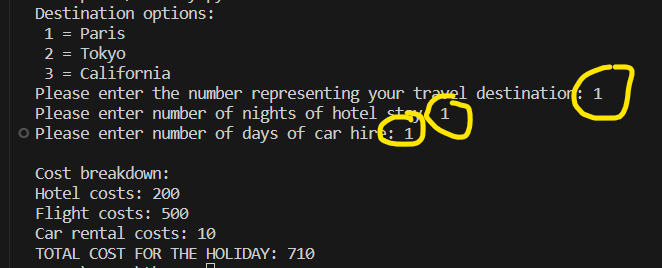 Destination options:
1 = Paris
2 = Tokyo
3 = California
Please enter the number representing your travel destination: 1
Please enter number of nights of hotel stay: 1
Please enter number of days of car hire: 1
Cost breakdown:
Hotel costs: 200
Flight costs: 500
Car rental costs: 10
TOTAL COST FOR THE HOLIDAY: 710